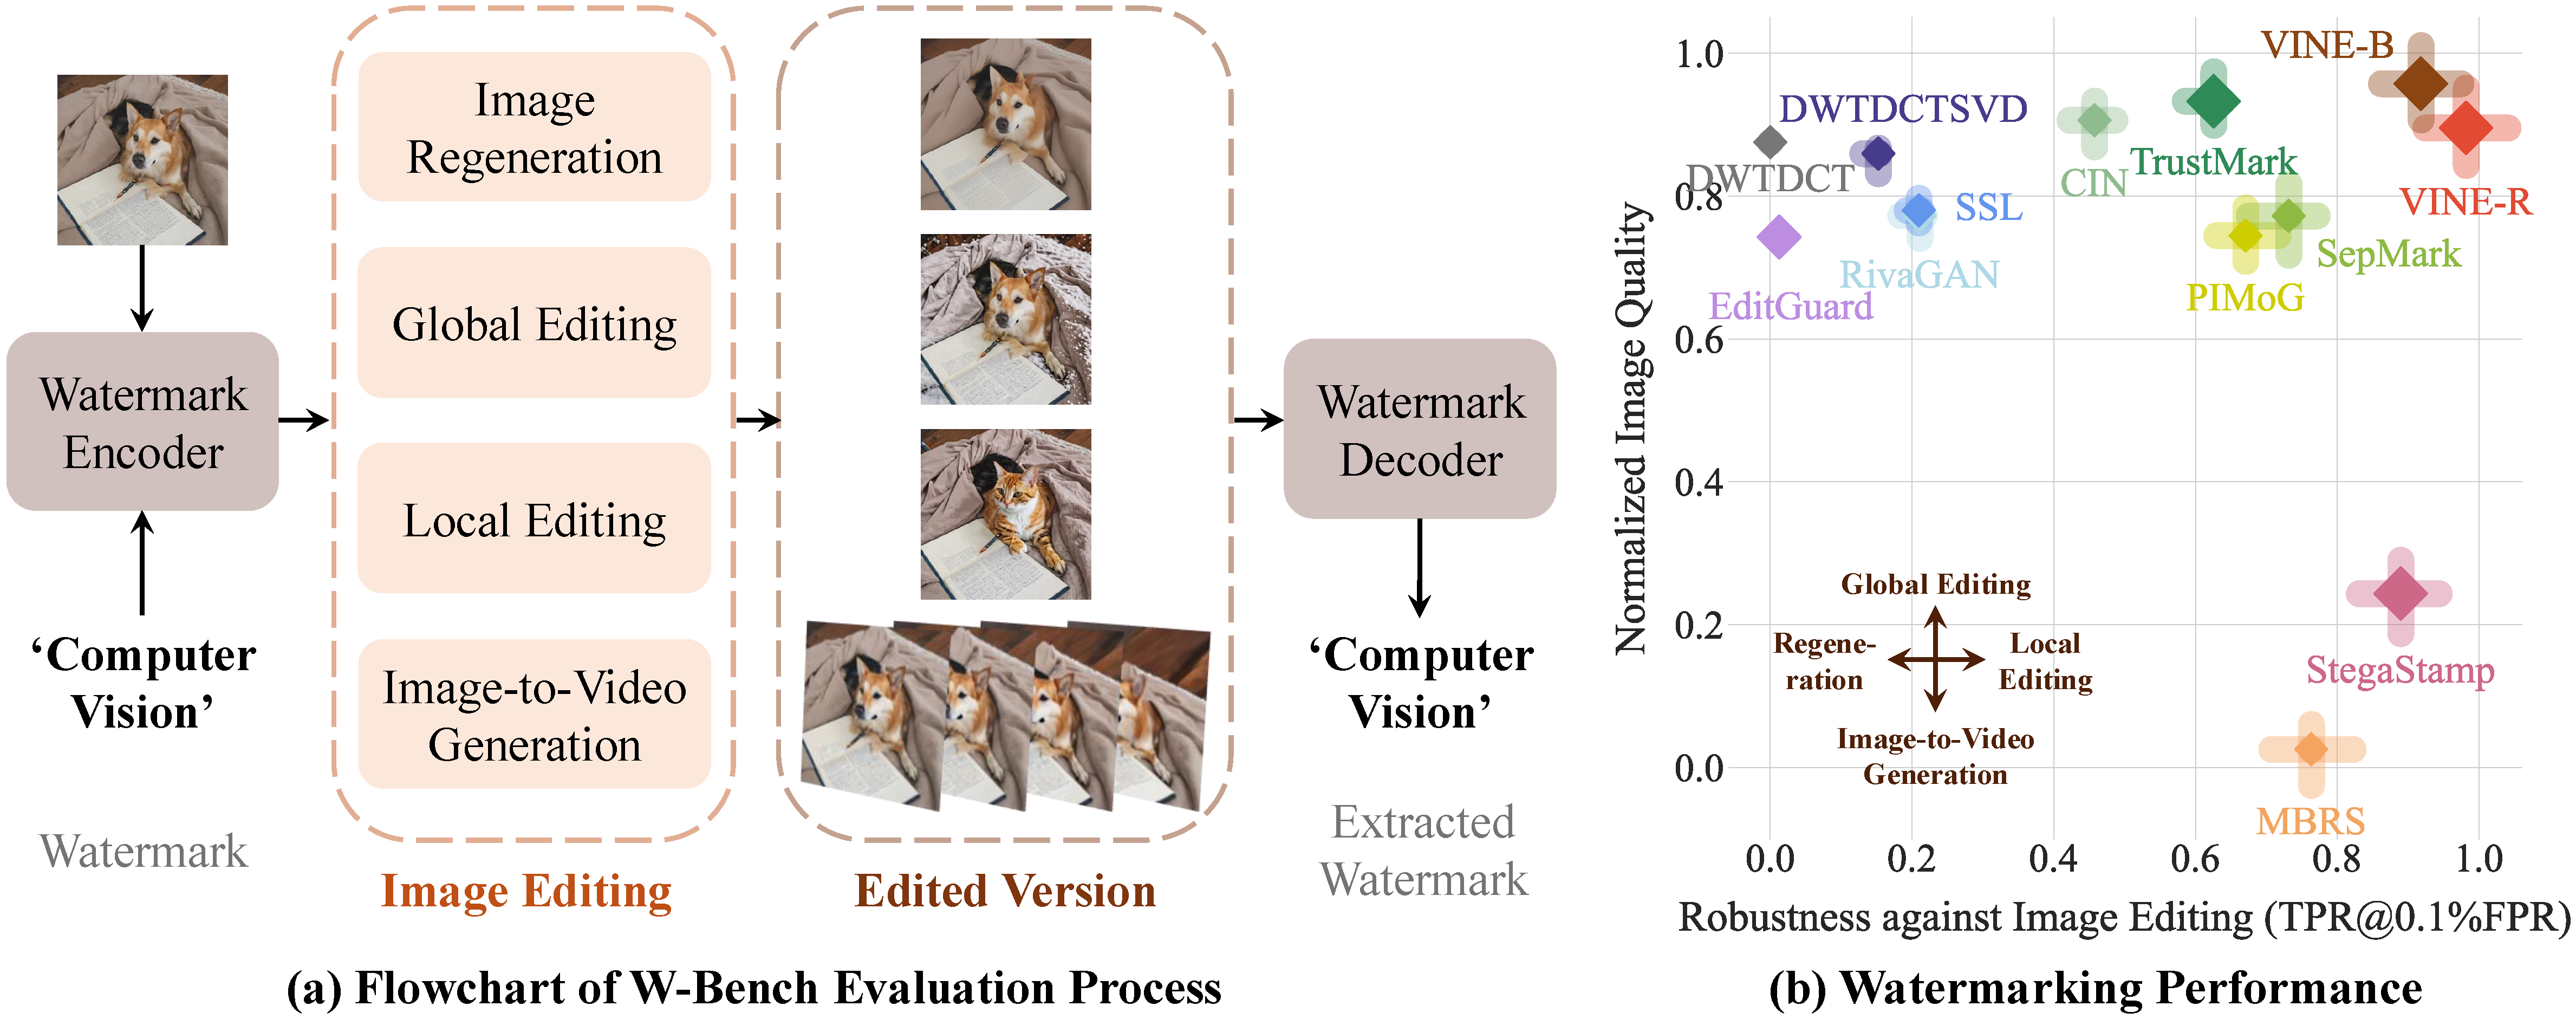 Watermark
Encoder
‘Computer
Vision’
Watermark
Image
Regeneration
Global Editing
Local Editing
Image-to-Video
Generation
Image Editing
Edited Version
Watermark
Decoder
‘Computer
Vision’
Extracted
Watermark
(a) Flowchart of W-Bench Evaluation Process
Normalized Image Quality
1.0
0.8
0.6
0.4
0.2
0.0
VINE-B
DWTDCTSVD
DWTDCT
CIN
TrustMark
VINE-R
SSL
RivaGAN
SepMark
EditGuard
PIMoG
Global Editing
Regene-
ration
Local
Editing
Image-to-Video
Generation
StegaStamp
MBRS
0.0 0.2 0.4 0.6 0.8 1.0
Robustness against Image Editing (TPR@0.1%FPR)
(b) Watermarking Performance